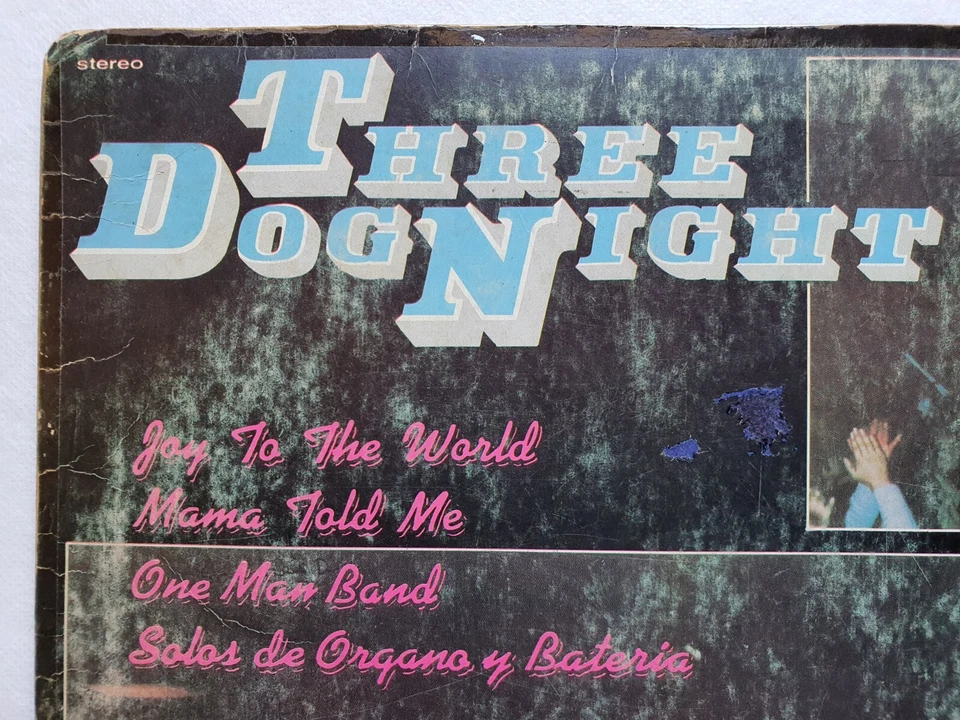 stereo
THREE
DOG NIGHT
Joy To The World
Mama Told Me
One Man Band
Solos de Organo y Bateria